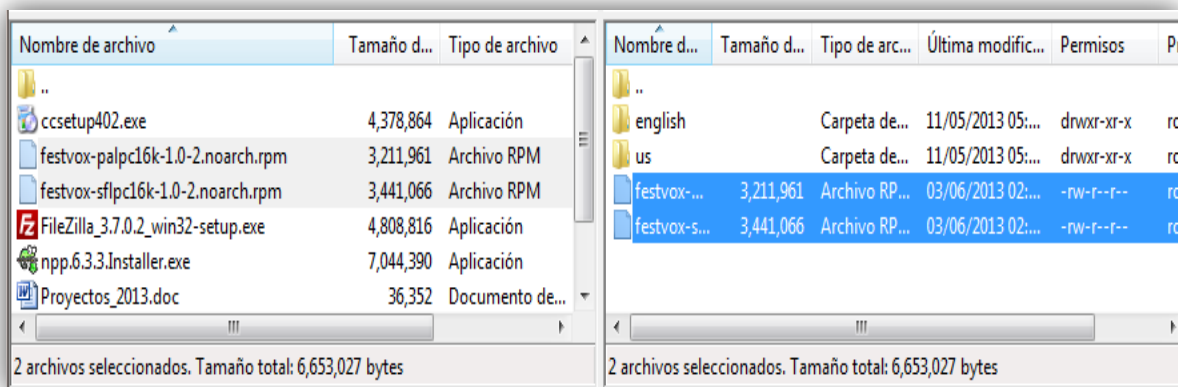 Nombre de archivo Tamaño d... Tipo de archivo
..
ccsetup402.exe 4,378,864 Aplicación
festvox-palpc16k-1.0-2.noarch.rpm 3,211,961 Archivo RPM
festvox-sflpc16k-1.0-2.noarch.rpm 3,441,066 Archivo RPM
FileZilla_3.7.0.2_win32-setup.exe 4,808,816 Aplicación
npp.6.3.3.Installer.exe 7,044,390 Aplicación
Proyectos_2013.doc 36,352 Documento de...
2 archivos seleccionados. Tamaño total: 6,653,027 bytes
Nombre d... Tamaño d... Tipo de arc... Última modific... Permisos
..
english Carpeta de... 11/05/2013 05:... drwxr-xr-x
us Carpeta de... 11/05/2013 05:... drwxr-xr-x
festvox-... 3,211,961 Archivo RP... 03/06/2013 02:... -rw-r--r--
festvox-s... 3,441,066 Archivo RP... 03/06/2013 02:... -rw-r--r--
2 archivos seleccionados. Tamaño total: 6,653,027 bytes